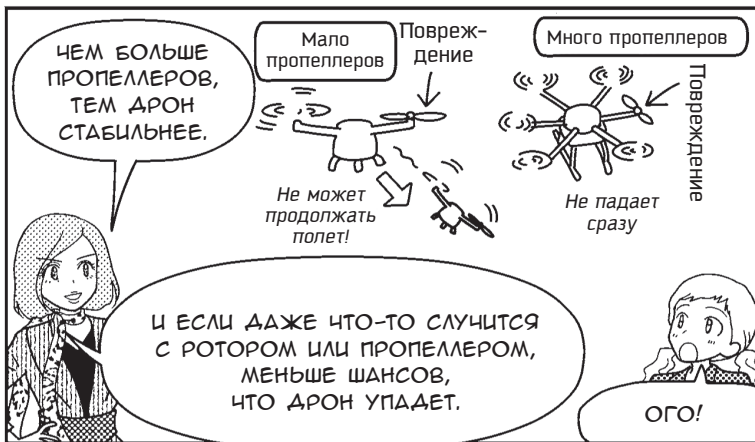 ЧЕМ БОЛЬШЕ
ПРОПЕЛЛЕРОВ,
ТЕМ ДРОН
СТАБИЛЬНЕЕ.
Мало
пропеллеров
Повреж-
дение
Не может
продолжать
полет!
Много пропеллеров
Повреждение
Не падает
сразу
И ЕСЛИ ДАЖЕ ЧТО-ТО СЛУЧИТСЯ
С РОТОРОМ ИЛИ ПРОПЕЛЛЕРОМ,
МЕНЬШЕ ШАНСОВ,
ЧТО ДРОН УПАДЕТ.
ОГО!